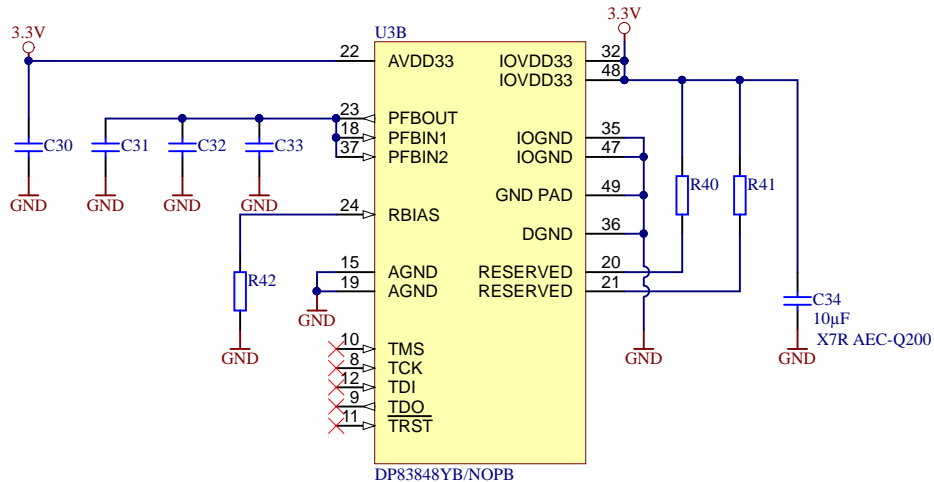 3.3V
3.3V
U3B
22 AVDD33 IOVDD33 32
IOVDD33 48
23 PFBOUT
18 PFBIN1 IOGND 35
37 PFBIN2 IOGND 47
C30 C31 C32 C33
GND GND GND GND
GND PAD 49
R40 R41
24 RBIAS
DGND 36
15 AGND RESERVED 20
19 AGND RESERVED 21
R42
GND
C34
10µF
X7R AEC-Q200
GND GND GND
10 TMS
8 TCK
12 TDI
9 TDO
11 TRST
DP83848YB/NOPB